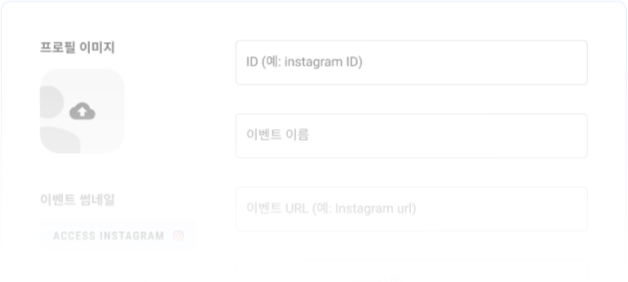 프로필 이미지
ID (예: instagram ID)
이벤트 이름
이벤트 썸네일
이벤트 URL (예: Instagram url)
ACCESS INSTAGRAM